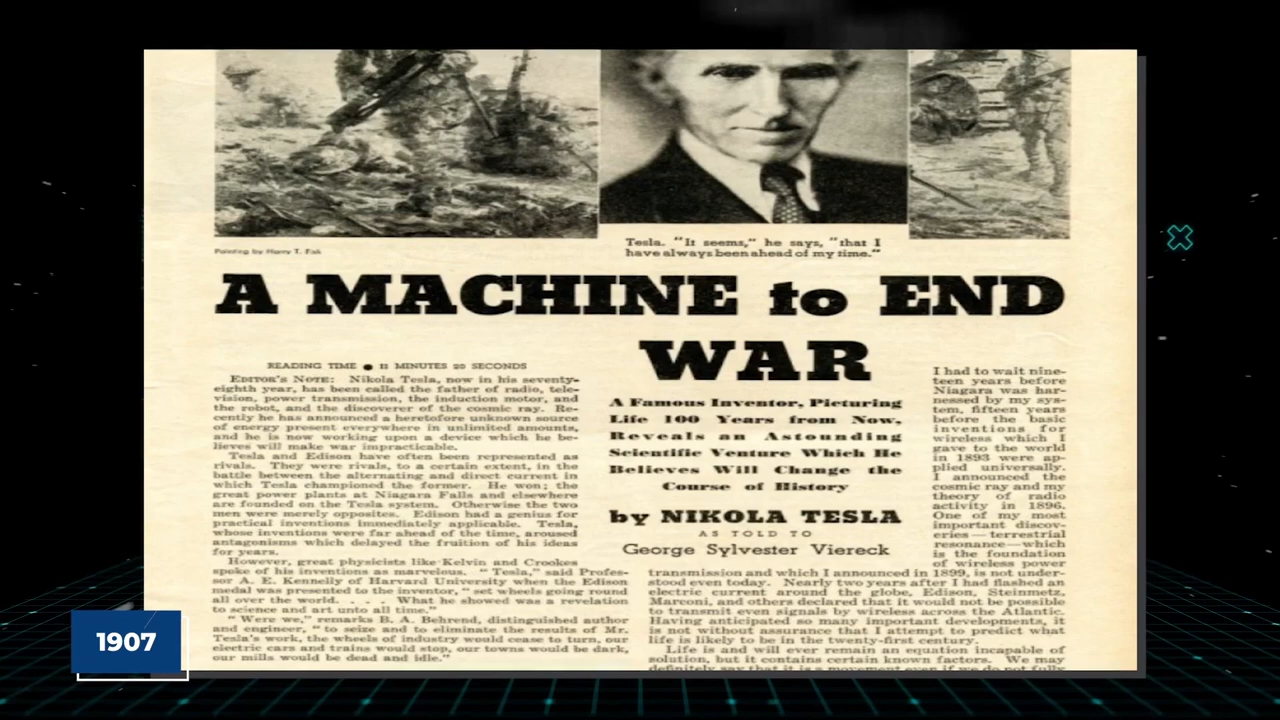 Painting by Harry T. Fisk
Tesla. "It seems," he says, "that I
have always been ahead of my time."
A MACHINE to END
WAR
READING TIME ● 11 MINUTES 20 SECONDS
EDITOR'S NOTE: Nikola Tesla, now in his seventy-
eighth year, has been called the father of radio, tele-
vision, power transmission, the induction motor, and
the robot, and the discoverer of the cosmic ray. Re-
cently he has announced a heretofore unknown source
of energy present everywhere in unlimited amounts,
and he is now working upon a device which he be-
lieves will make war impracticable.
Tesla and Edison have often been represented as
rivals. They were rivals, to a certain extent, in the
battle between the alternating and direct current in
which Tesla championed the former. He won; the
great power plants at Niagara Falls and elsewhere
are founded on the Tesla system. Otherwise the two
men were merely opposites. Edison had a genius for
practical inventions immediately applicable. Tesla,
whose inventions were far ahead of the time, aroused
antagonisms which delayed the fruition of his ideas
for years.
However, great physicists like Kelvin and Crookes
spoke of his inventions as marvelous. "Tesla," said Profes-
sor A. E. Kennelly of Harvard University when the Edison
medal was presented to the inventor, "set wheels going round
all over the world. . . . What he showed was a revelation
to science and art unto all time."
"Were we," remarks B. A. Behrend, distinguished author
and engineer, "to seize and to eliminate the results of Mr.
Tesla's work, the wheels of industry would cease to turn, our
electric cars and trains would stop, our towns would be dark,
our mills would be dead and idle."
A Famous Inventor, Picturing
Life 100 Years from Now,
Reveals an Astounding
Scientific Venture Which He
Believes Will Change the
Course of History
by NIKOLA TESLA
AS TOLD TO
George Sylvester Viereck
I had to wait nine-
teen years before
Niagara was har-
nessed by my sys-
tem, fifteen years
before the basic
inventions for
wireless which I
gave to the world
in 1893 were ap-
plied universally.
I announced the
cosmic ray and my
theory of radio
activity in 1896.
One of my most
important discov-
eries — terrestrial
resonance — which
is the foundation
of wireless power
transmission and which I announced in 1899, is not under-
stood even today. Nearly two years after I had flashed an
electric current around the globe, Edison, Steinmetz,
Marconi, and others declared that it would not be possible
to transmit even signals by wireless across the Atlantic.
Having anticipated so many important developments, it
is not without assurance that I attempt to predict what
life is likely to be in the twenty-first century.
Life is and will ever remain an equation incapable of
solution, but it contains certain known factors. We may
definitely say that it is a movement even if we do not fully
1907